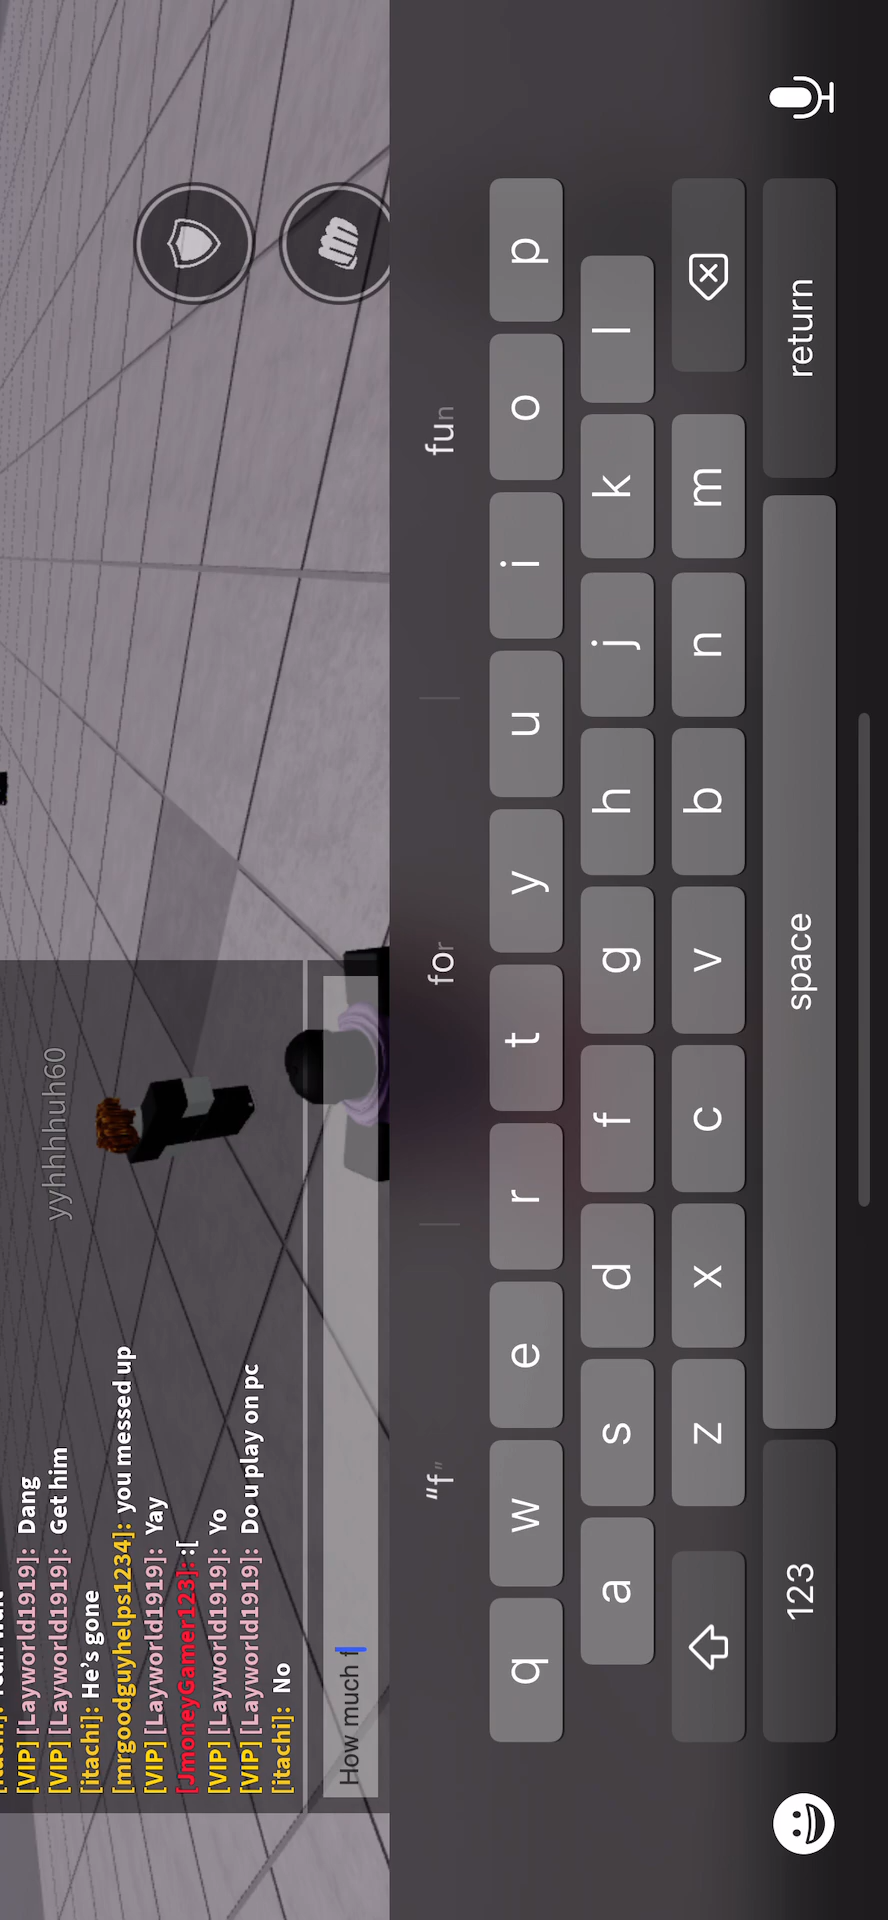 [VIP] [Layworld1919]: Dang
[VIP] [Layworld1919]: Get him
[itachi]: He's gone
[mrgoodguyhelps1234]: you messed up
[VIP] [Layworld1919]: Yay
[JmoneyGamer123]: :[
[VIP] [Layworld1919]: Yo
[VIP] [Layworld1919]: Do u play on pc
[itachi]: No
yyhhhhuh60
How much f
"f" for fun
q w e r t y u i o p
a s d f g h j k l
z x c v b n m
123 space return